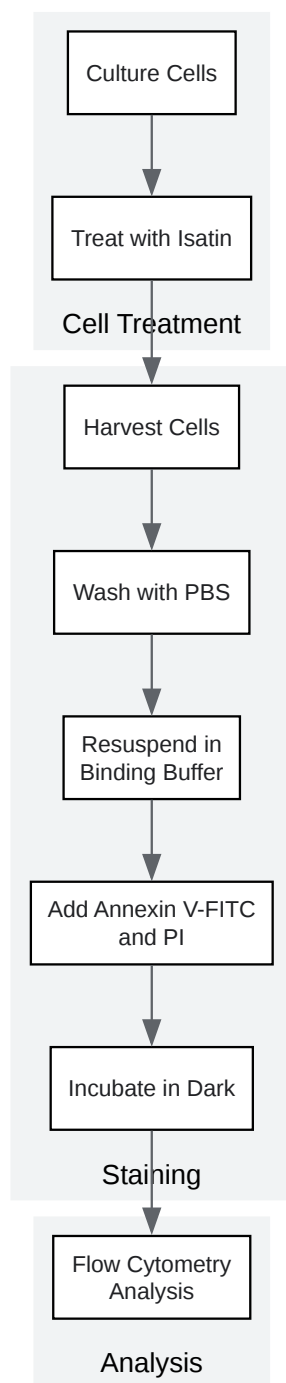 Culture Cells
Treat with Isatin
Cell Treatment
Harvest Cells
Wash with PBS
Resuspend in
Binding Buffer
Add Annexin V-FITC
and PI
Incubate in Dark
Staining
Flow Cytometry
Analysis
Analysis